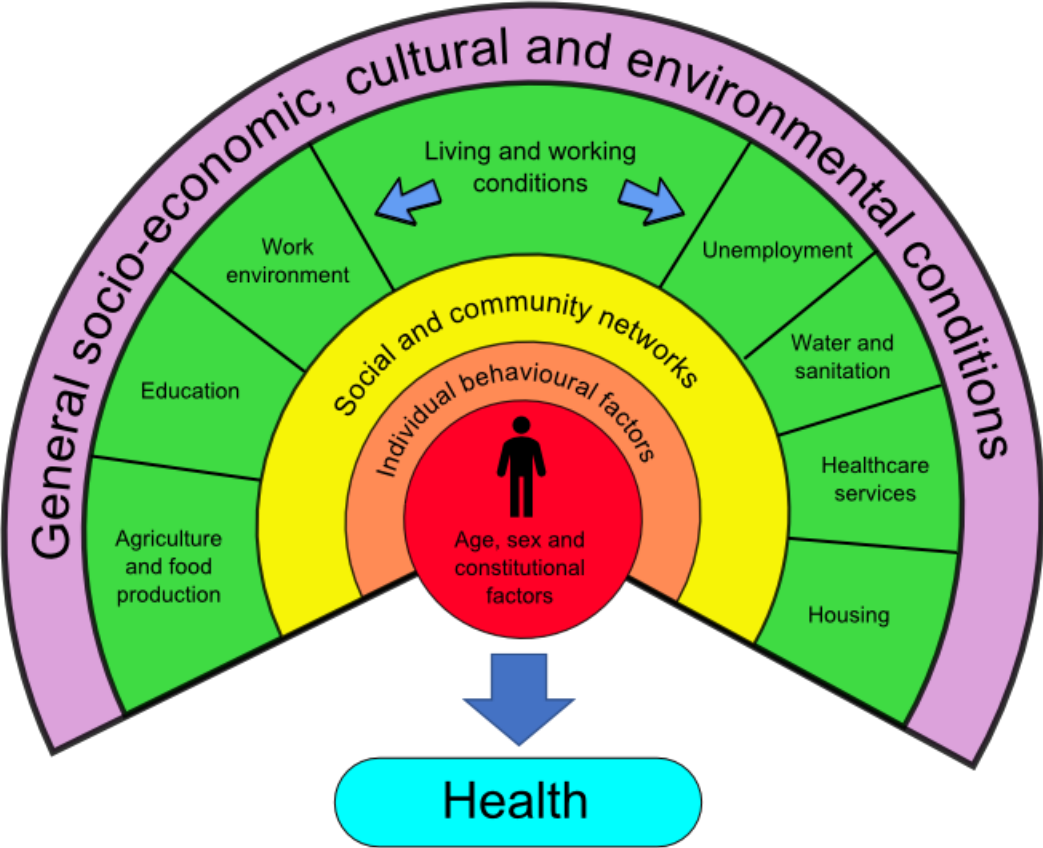 General socio-economic, cultural and environmental conditions
Living and working
conditions
Work
environment
Education
Agriculture
and food
production
Unemployment
Water and
sanitation
Healthcare
services
Housing
Social and community networks
Individual behavioural factors
Age, sex and
constitutional
factors
Health